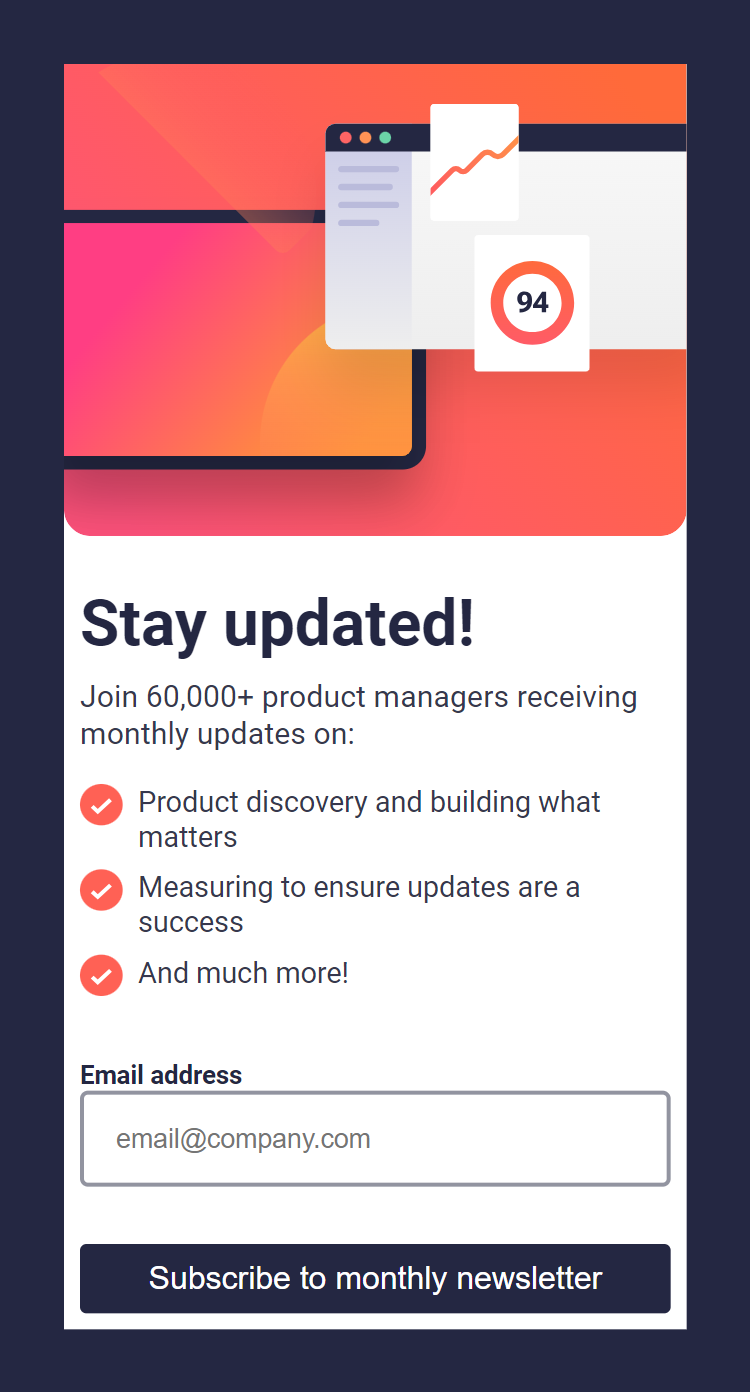 94
Stay updated!
Join 60,000+ product managers receiving
monthly updates on:
Product discovery and building what
matters
Measuring to ensure updates are a
success
And much more!
Email address
email@company.com
Subscribe to monthly newsletter